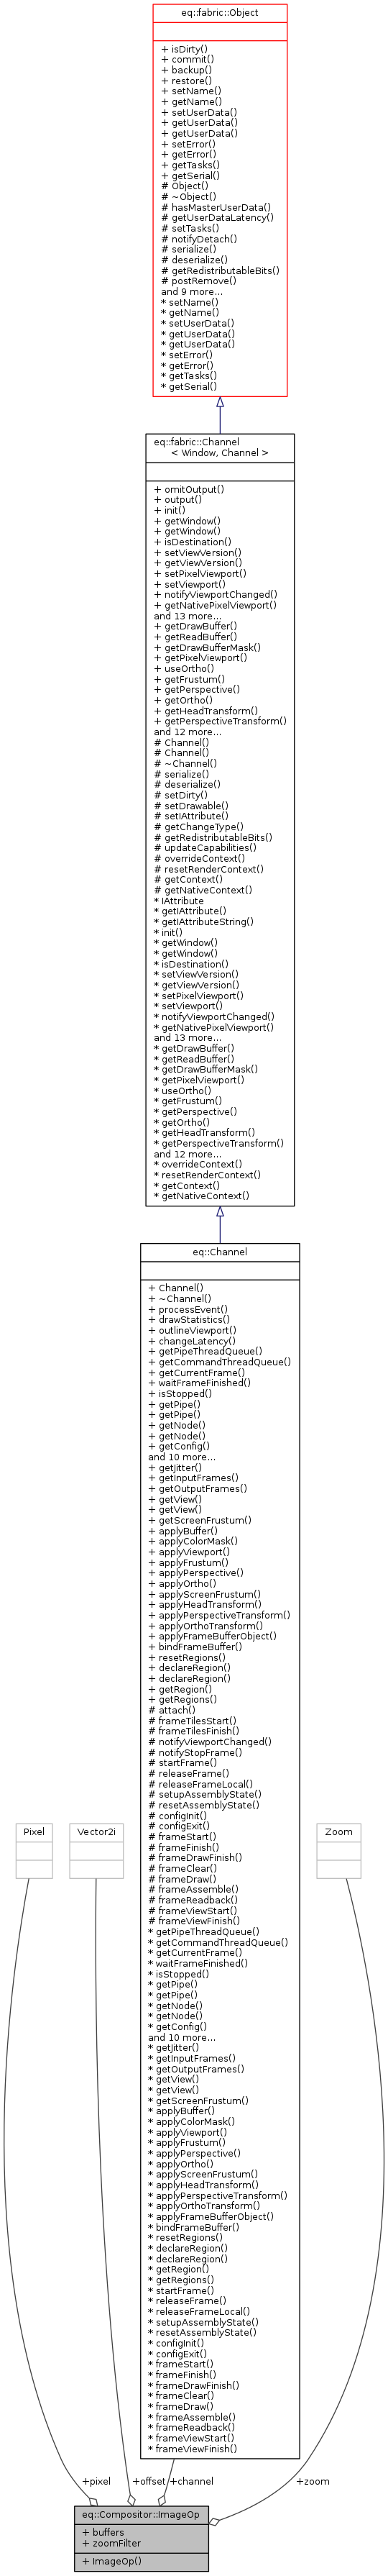 eq::fabric::Object
+ isDirty()
+ commit()
+ backup()
+ restore()
+ setName()
+ getName()
+ setUserData()
+ getUserData()
+ getUserData()
+ setError()
+ getError()
+ getTasks()
+ getSerial()
# Object()
# ~Object()
# hasMasterUserData()
# getUserDataLatency()
# setTasks()
# notifyDetach()
# serialize()
# deserialize()
# getRedistributableBits()
# postRemove()
and 9 more...
* setName()
* getName()
* setUserData()
* getUserData()
* getUserData()
* setError()
* getError()
* getTasks()
* getSerial()
eq::fabric::Channel
< Window, Channel >
+ omitOutput()
+ output()
+ init()
+ getWindow()
+ getWindow()
+ isDestination()
+ setViewVersion()
+ getViewVersion()
+ setPixelViewport()
+ setViewport()
+ notifyViewportChanged()
+ getNativePixelViewport()
and 13 more...
+ getDrawBuffer()
+ getReadBuffer()
+ getDrawBufferMask()
+ getPixelViewport()
+ useOrtho()
+ getFrustum()
+ getPerspective()
+ getOrtho()
+ getHeadTransform()
+ getPerspectiveTransform()
and 12 more...
# Channel()
# Channel()
# ~Channel()
# serialize()
# deserialize()
# setDirty()
# setDrawable()
# setIAttribute()
# getChangeType()
# getRedistributableBits()
# updateCapabilities()
# overrideContext()
# resetRenderContext()
# getContext()
# getNativeContext()
* IAttribute
* getIAttribute()
* getIAttributeString()
* init()
* getWindow()
* getWindow()
* isDestination()
* setViewVersion()
* getViewVersion()
* setPixelViewport()
* setViewport()
* notifyViewportChanged()
* getNativePixelViewport()
and 13 more...
* getDrawBuffer()
* getReadBuffer()
* getDrawBufferMask()
* getPixelViewport()
* useOrtho()
* getFrustum()
* getPerspective()
* getOrtho()
* getHeadTransform()
* getPerspectiveTransform()
and 12 more...
* overrideContext()
* resetRenderContext()
* getContext()
* getNativeContext()
eq::Channel
+ Channel()
+ ~Channel()
+ processEvent()
+ drawStatistics()
+ outlineViewport()
+ changeLatency()
+ getPipeThreadQueue()
+ getCommandThreadQueue()
+ getCurrentFrame()
+ waitFrameFinished()
+ isStopped()
+ getPipe()
+ getPipe()
+ getNode()
+ getNode()
+ getConfig()
and 10 more...
+ getJitter()
+ getInputFrames()
+ getOutputFrames()
+ getView()
+ getView()
+ getScreenFrustum()
+ applyBuffer()
+ applyColorMask()
+ applyViewport()
+ applyFrustum()
+ applyPerspective()
+ applyOrtho()
+ applyScreenFrustum()
+ applyHeadTransform()
+ applyPerspectiveTransform()
+ applyOrthoTransform()
+ applyFrameBufferObject()
+ bindFrameBuffer()
+ resetRegions()
+ declareRegion()
+ declareRegion()
+ getRegion()
+ getRegions()
# attach()
# frameTilesStart()
# frameTilesFinish()
# notifyViewportChanged()
# notifyStopFrame()
# startFrame()
# releaseFrame()
# releaseFrameLocal()
# setupAssemblyState()
# resetAssemblyState()
# configInit()
# configExit()
# frameStart()
# frameFinish()
# frameDrawFinish()
# frameClear()
# frameDraw()
# frameAssemble()
# frameReadback()
# frameViewStart()
# frameViewFinish()
* getPipeThreadQueue()
* getCommandThreadQueue()
* getCurrentFrame()
* waitFrameFinished()
* isStopped()
* getPipe()
* getPipe()
* getNode()
* getNode()
* getConfig()
and 10 more...
* getJitter()
* getInputFrames()
* getOutputFrames()
* getView()
* getView()
* getScreenFrustum()
* applyBuffer()
* applyColorMask()
* applyViewport()
* applyFrustum()
* applyPerspective()
* applyOrtho()
* applyScreenFrustum()
* applyHeadTransform()
* applyPerspectiveTransform()
* applyOrthoTransform()
* applyFrameBufferObject()
* bindFrameBuffer()
* resetRegions()
* declareRegion()
* declareRegion()
* getRegion()
* getRegions()
* startFrame()
* releaseFrame()
* releaseFrameLocal()
* setupAssemblyState()
* resetAssemblyState()
* configInit()
* configExit()
* frameStart()
* frameFinish()
* frameDrawFinish()
* frameClear()
* frameDraw()
* frameAssemble()
* frameReadback()
* frameViewStart()
* frameViewFinish()
Pixel
Vector2i
Zoom
+pixel
+offset
+channel
+zoom
eq::Compositor::ImageOp
+ buffers
+ zoomFilter
+ ImageOp()